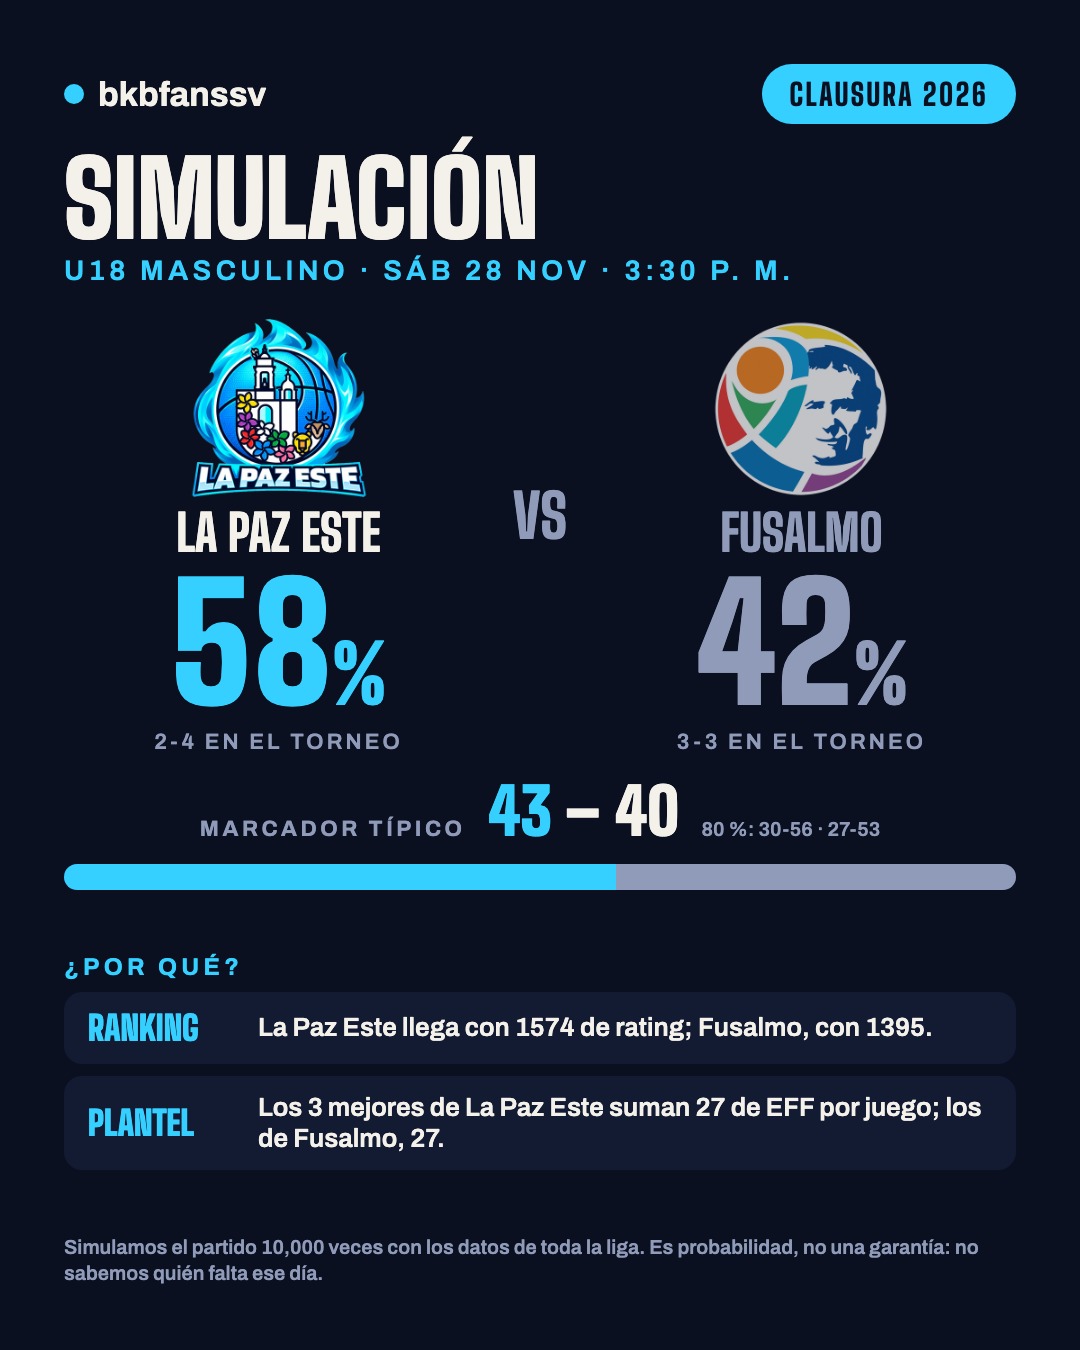 bkbfanssv
CLAUSURA 2026
SIMULACIÓN
U18 MASCULINO · SÁB 28 NOV · 3:30 P. M.
LA PAZ ESTE
LA PAZ ESTE
VS
FUSALMO
58%
42%
2-4 EN EL TORNEO
3-3 EN EL TORNEO
MARCADOR TÍPICO 43 – 40 80 %: 30-56 · 27-53
¿POR QUÉ?
RANKING
La Paz Este llega con 1574 de rating; Fusalmo, con 1395.
PLANTEL
Los 3 mejores de La Paz Este suman 27 de EFF por juego; los
de Fusalmo, 27.
Simulamos el partido 10,000 veces con los datos de toda la liga. Es probabilidad, no una garantía: no
sabemos quién falta ese día.